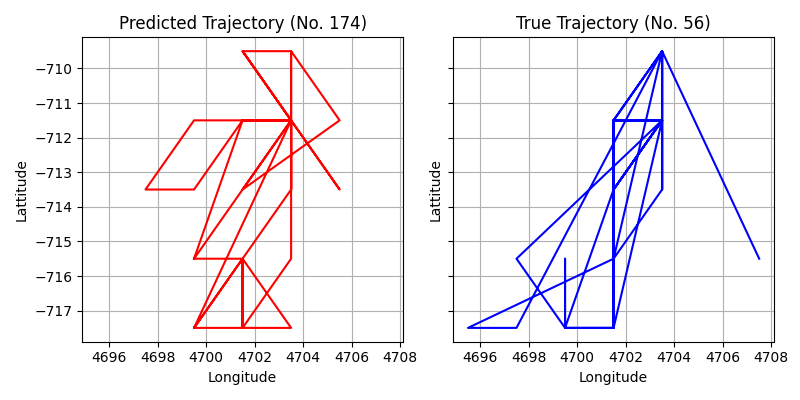 Predicted Trajectory (No. 174)
True Trajectory (No. 56)
Lattitude
−710
−711
−712
−713
−714
−715
−716
−717
4696 4698 4700 4702 4704 4706 4708
Longitude
Lattitude
4696 4698 4700 4702 4704 4706 4708
Longitude